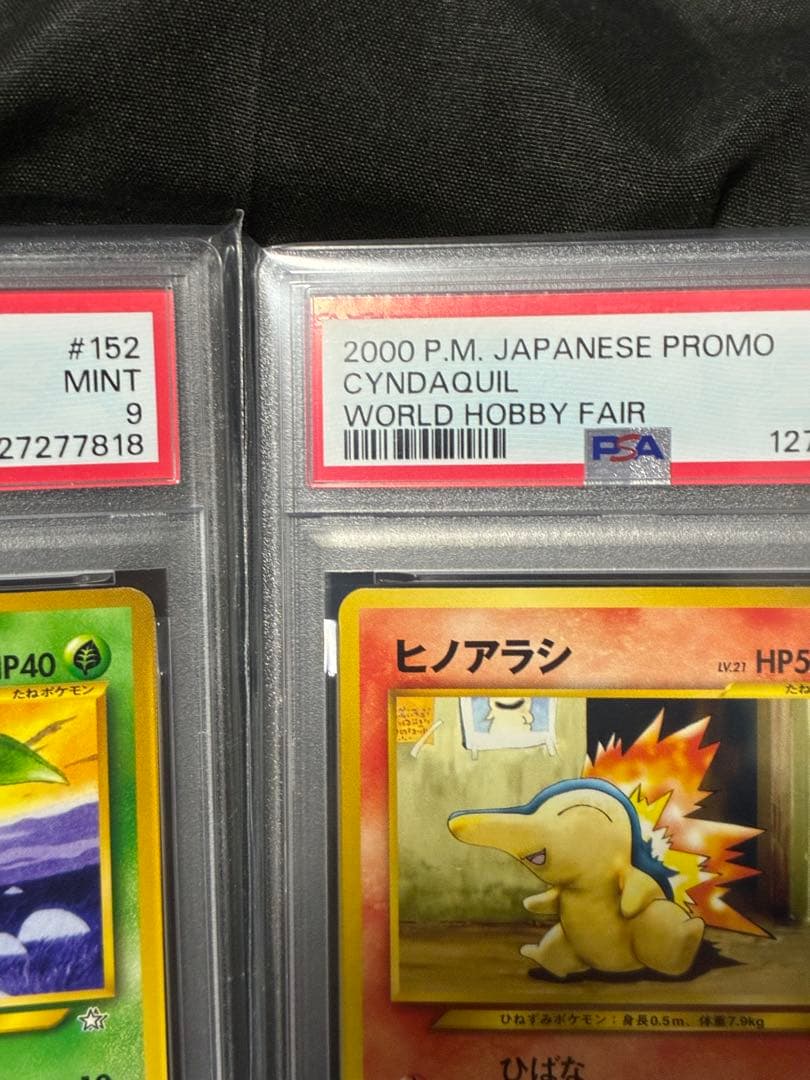 #152
MINT
9
27277818
2000 P.M. JAPANESE PROMO
CYNDAQUIL
WORLD HOBBY FAIR
PSA
127
HP40
たねポケモン
ヒノアラシ
LV.21 HP5
たね
ひねずみポケモン：身長0.5m、体重7.9kg
ひばな